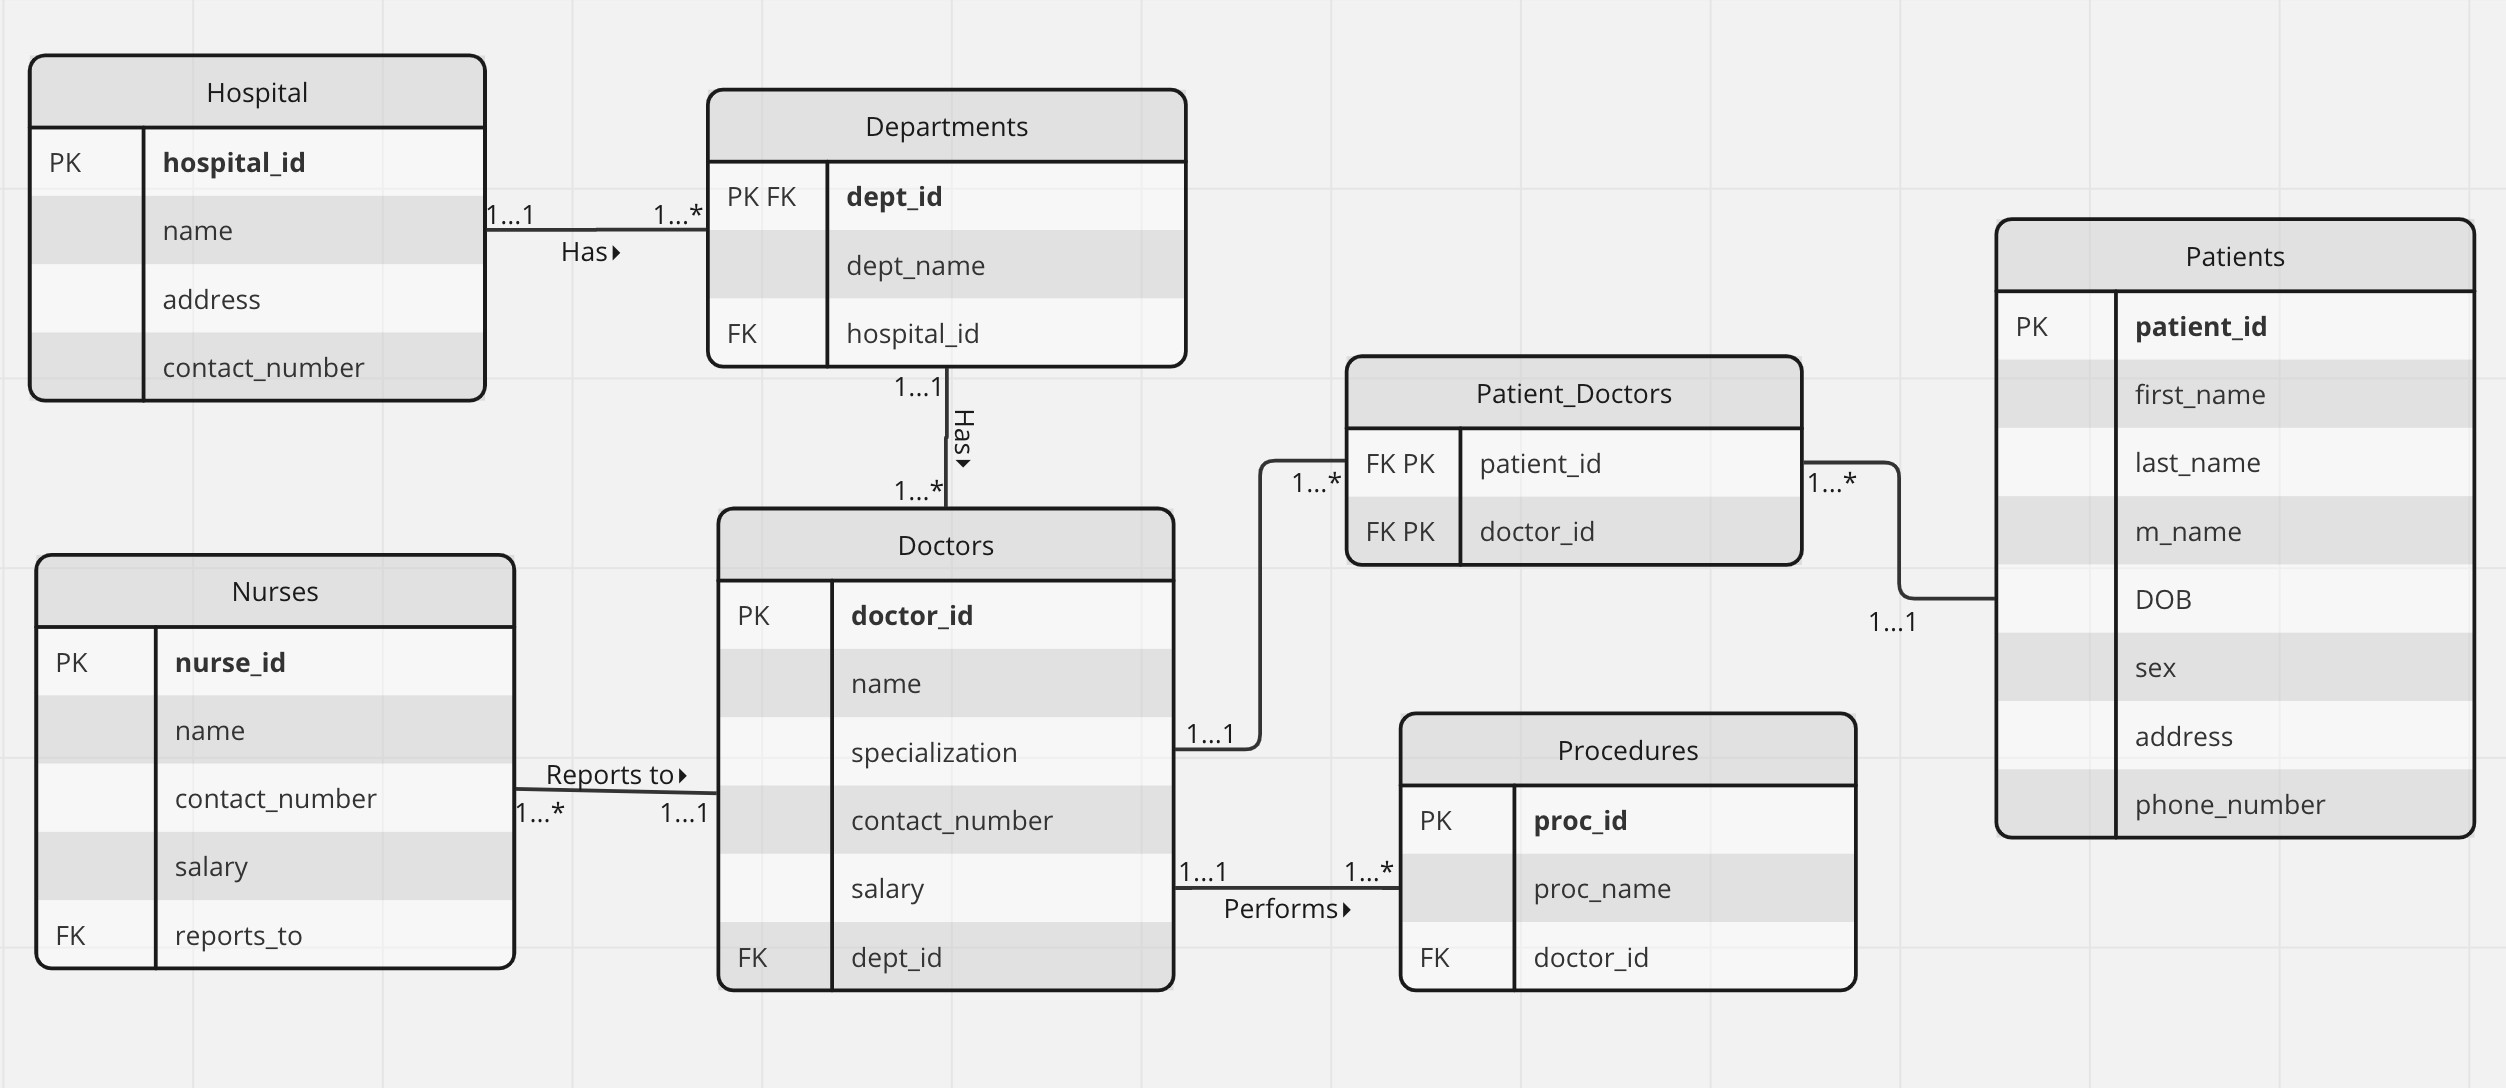 Hospital
PK hospital_id
name
address
contact_number
1...1 1...*
Has
Departments
PK FK dept_id
dept_name
FK hospital_id
1...1
Has
1...*
Nurses
PK nurse_id
name
contact_number
salary
FK reports_to
Reports to
1...* 1...1
Doctors
PK doctor_id
name
specialization
contact_number
salary
FK dept_id
1...1
1...*
Patient_Doctors
FK PK patient_id
FK PK doctor_id
1...*
1...1
1...1 1...*
Performs
Procedures
PK proc_id
proc_name
FK doctor_id
Patients
PK patient_id
first_name
last_name
m_name
DOB
sex
address
phone_number